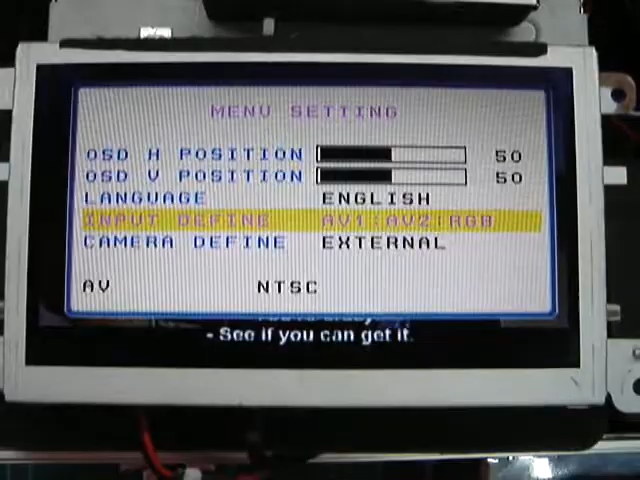 MENU SETTING
OSD H POSITION 50
OSD V POSITION 50
LANGUAGE ENGLISH
INPUT DEFINE AV1:AV2:RGB
CAMERA DEFINE EXTERNAL
AV NTSC
- See if you can get it.